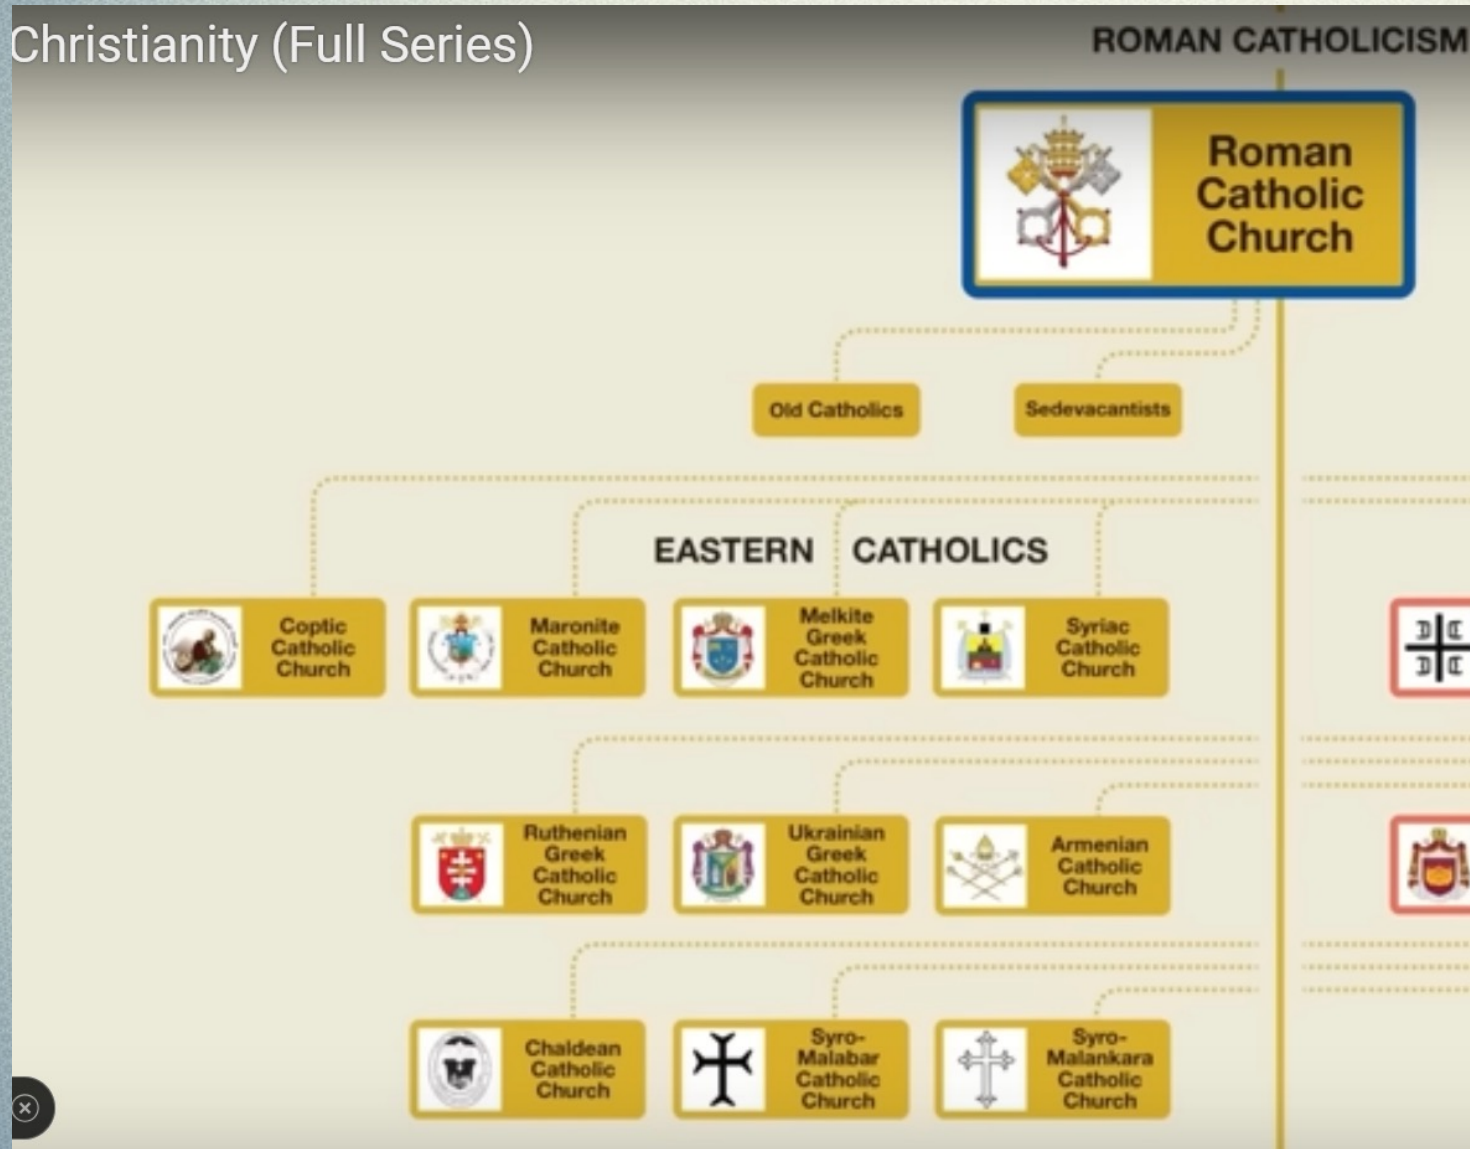 Christianity (Full Series)
ROMAN CATHOLICISM
Roman
Catholic
Church
Old Catholics
Sedevacantists
EASTERN CATHOLICS
Coptic
Catholic
Church
Maronite
Catholic
Church
Melkite
Greek
Catholic
Church
Syriac
Catholic
Church
Ruthenian
Greek
Catholic
Church
Ukrainian
Greek
Catholic
Church
Armenian
Catholic
Church
Chaldean
Catholic
Church
Syro-
Malabar
Catholic
Church
Syro-
Malankara
Catholic
Church